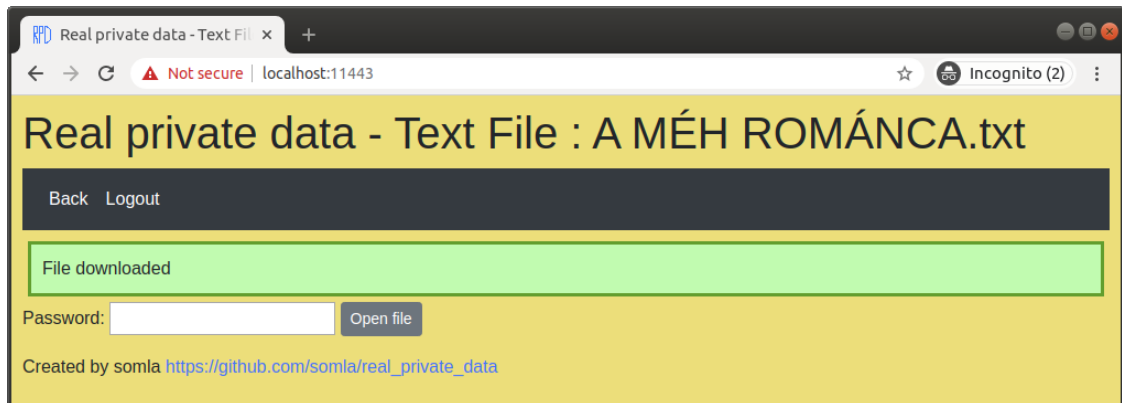 RPD Real private data - Text Fil
Not secure | localhost:11443
Incognito (2)
Real private data - Text File : A MÉH ROMÁNCA.txt
Back Logout
File downloaded
Password: Open file
Created by somla https://github.com/somla/real_private_data